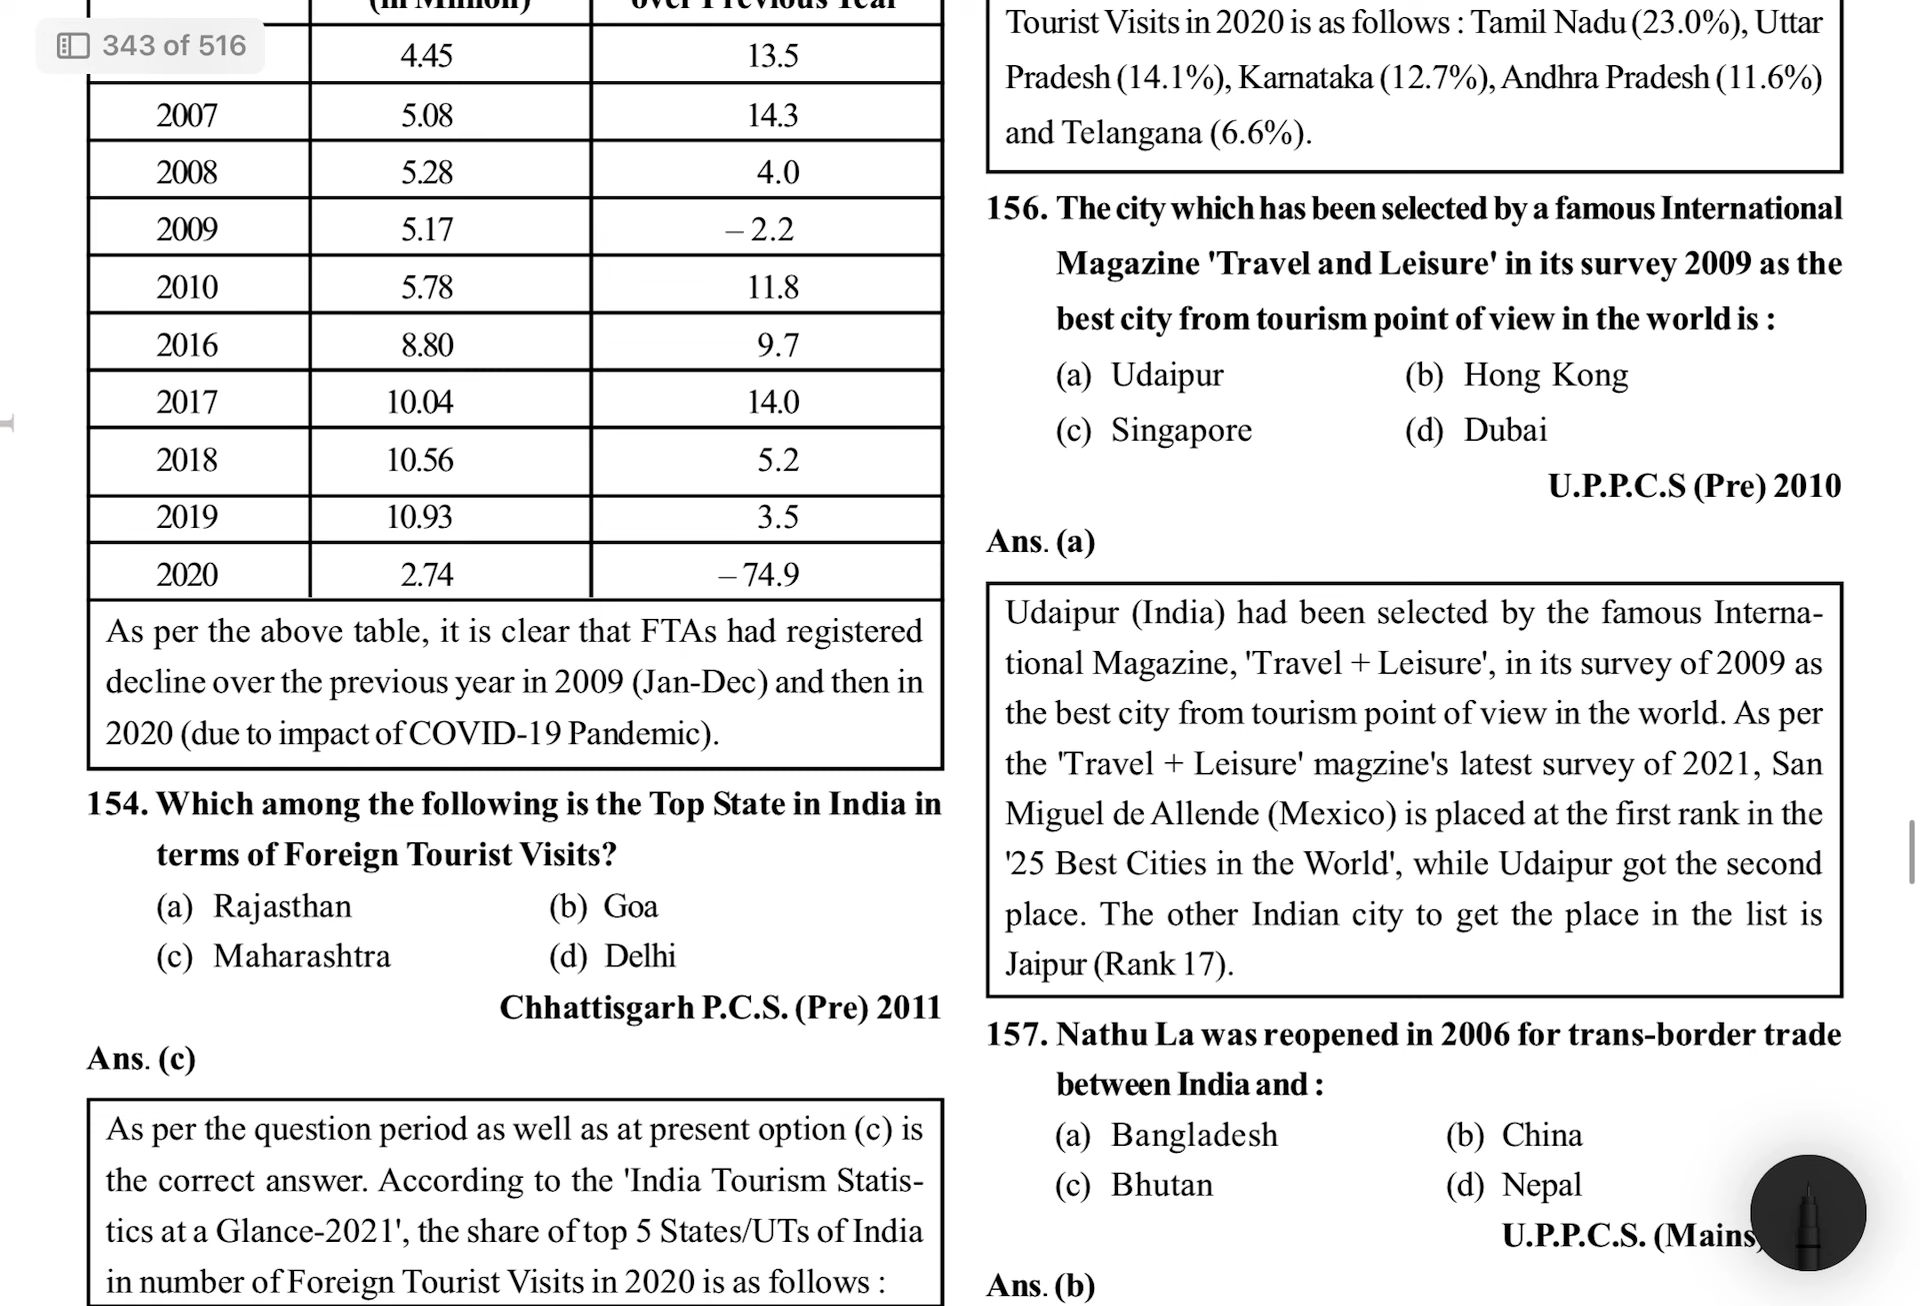 (in Million) over Previous Year
343 of 516
4.45 13.5
2007 5.08 14.3
2008 5.28 4.0
2009 5.17 – 2.2
2010 5.78 11.8
2016 8.80 9.7
2017 10.04 14.0
2018 10.56 5.2
2019 10.93 3.5
2020 2.74 – 74.9
As per the above table, it is clear that FTAs had registered
decline over the previous year in 2009 (Jan-Dec) and then in
2020 (due to impact of COVID-19 Pandemic).
154. Which among the following is the Top State in India in
terms of Foreign Tourist Visits?
(a) Rajasthan (b) Goa
(c) Maharashtra (d) Delhi
Chhattisgarh P.C.S. (Pre) 2011
Ans. (c)
As per the question period as well as at present option (c) is
the correct answer. According to the 'India Tourism Statis-
tics at a Glance-2021', the share of top 5 States/UTs of India
in number of Foreign Tourist Visits in 2020 is as follows :
Tourist Visits in 2020 is as follows : Tamil Nadu (23.0%), Uttar
Pradesh (14.1%), Karnataka (12.7%), Andhra Pradesh (11.6%)
and Telangana (6.6%).
156. The city which has been selected by a famous International
Magazine 'Travel and Leisure' in its survey 2009 as the
best city from tourism point of view in the world is :
(a) Udaipur (b) Hong Kong
(c) Singapore (d) Dubai
U.P.P.C.S (Pre) 2010
Ans. (a)
Udaipur (India) had been selected by the famous Interna-
tional Magazine, 'Travel + Leisure', in its survey of 2009 as
the best city from tourism point of view in the world. As per
the 'Travel + Leisure' magzine's latest survey of 2021, San
Miguel de Allende (Mexico) is placed at the first rank in the
'25 Best Cities in the World', while Udaipur got the second
place. The other Indian city to get the place in the list is
Jaipur (Rank 17).
157. Nathu La was reopened in 2006 for trans-border trade
between India and :
(a) Bangladesh (b) China
(c) Bhutan (d) Nepal
U.P.P.C.S. (Mains)
Ans. (b)